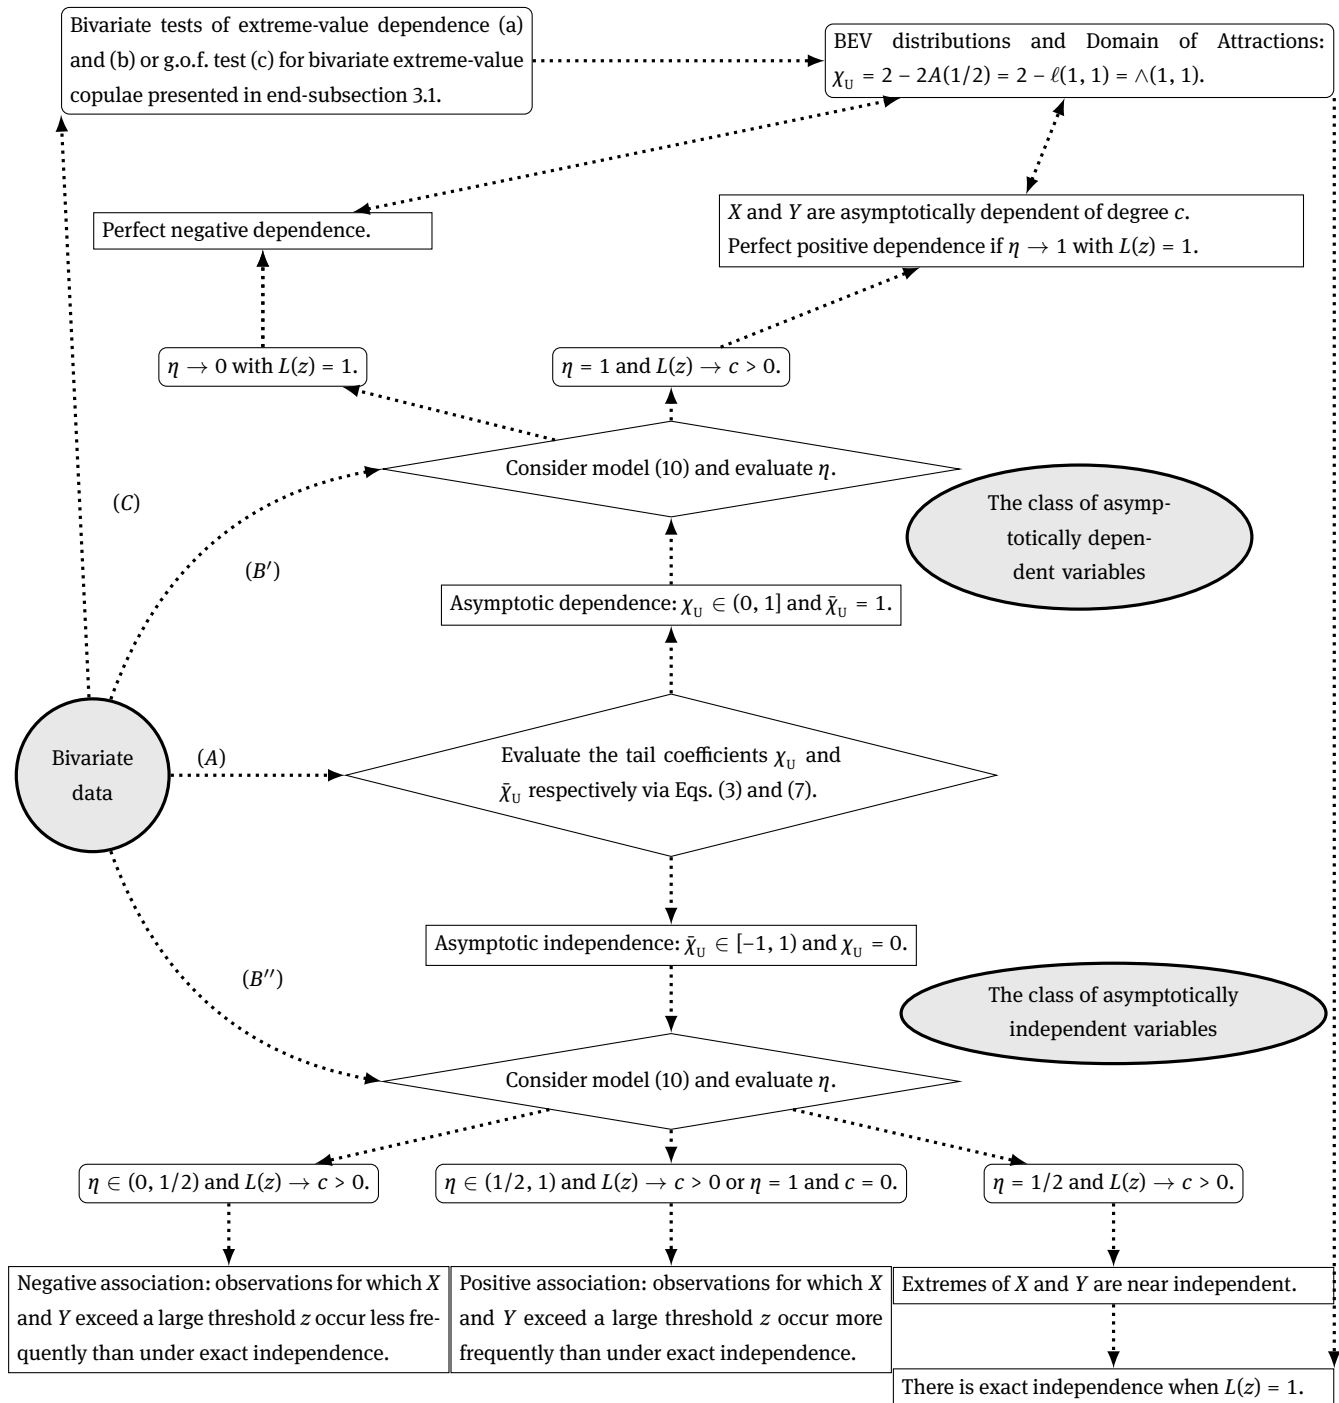 Bivariate tests of extreme-value dependence (a)
and (b) or g.o.f. test (c) for bivariate extreme-value
copulae presented in end-subsection 3.1.
BEV distributions and Domain of Attractions:
χ_U = 2 − 2A(1/2) = 2 − ℓ(1, 1) = ∧(1, 1).
Perfect negative dependence.
X and Y are asymptotically dependent of degree c.
Perfect positive dependence if η → 1 with L(z) = 1.
η → 0 with L(z) = 1.
η = 1 and L(z) → c > 0.
Consider model (10) and evaluate η.
(C)
(B′)
The class of asymp-
totically depen-
dent variables
Asymptotic dependence: χ_U ∈ (0, 1] and χ̄_U = 1.
Bivariate
data
(A)
Evaluate the tail coefficients χ_U and
χ̄_U respectively via Eqs. (3) and (7).
Asymptotic independence: χ̄_U ∈ [−1, 1) and χ_U = 0.
(B′′)
The class of asymptotically
independent variables
Consider model (10) and evaluate η.
η ∈ (0, 1/2) and L(z) → c > 0.
η ∈ (1/2, 1) and L(z) → c > 0 or η = 1 and c = 0.
η = 1/2 and L(z) → c > 0.
Negative association: observations for which X
and Y exceed a large threshold z occur less fre-
quently than under exact independence.
Positive association: observations for which X
and Y exceed a large threshold z occur more
frequently than under exact independence.
Extremes of X and Y are near independent.
There is exact independence when L(z) = 1.